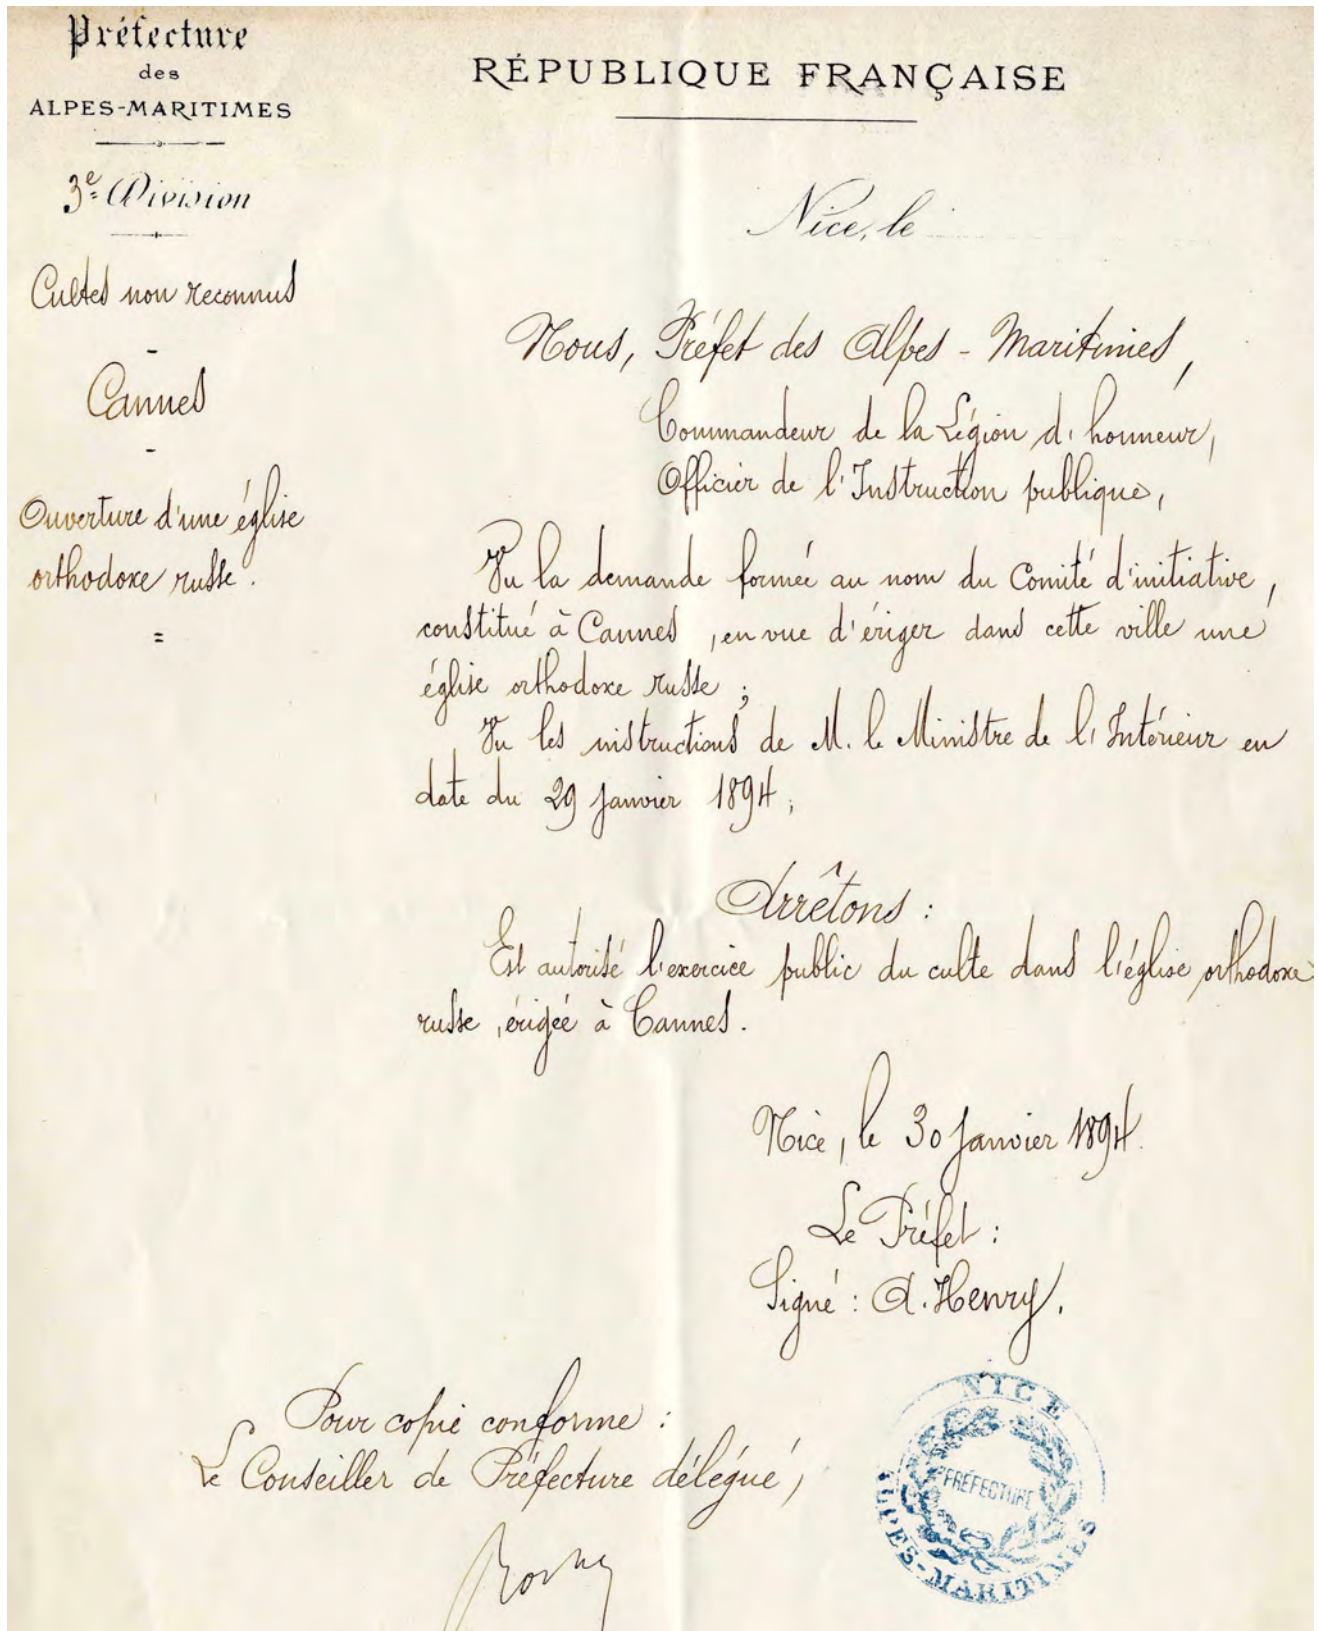 Préfecture
des
ALPES-MARITIMES
3e Division
Cultes non reconnus
-
Cannes
-
Ouverture d'une église
orthodoxe russe.
=
RÉPUBLIQUE FRANÇAISE
Nice, le
Nous, Préfet des Alpes-Maritimes,
Commandeur de la Légion d'honneur,
Officier de l'Instruction publique,
Vu la demande formée au nom du Comité d'initiative,
constitué à Cannes, en vue d'ériger dans cette ville une
église orthodoxe russe;
Vu les instructions de M. le Ministre de l'Intérieur en
date du 29 janvier 1894;
Arrêtons:
Est autorisé l'exercice public du culte dans l'église orthodoxe
russe, érigée à Cannes.
Nice, le 30 janvier 1894.
Le Préfet:
Signé: A. Henry.
Pour copie conforme:
Le Conseiller de Préfecture délégué,
NICE
PRÉFECTURE
ALPES-MARITIMES